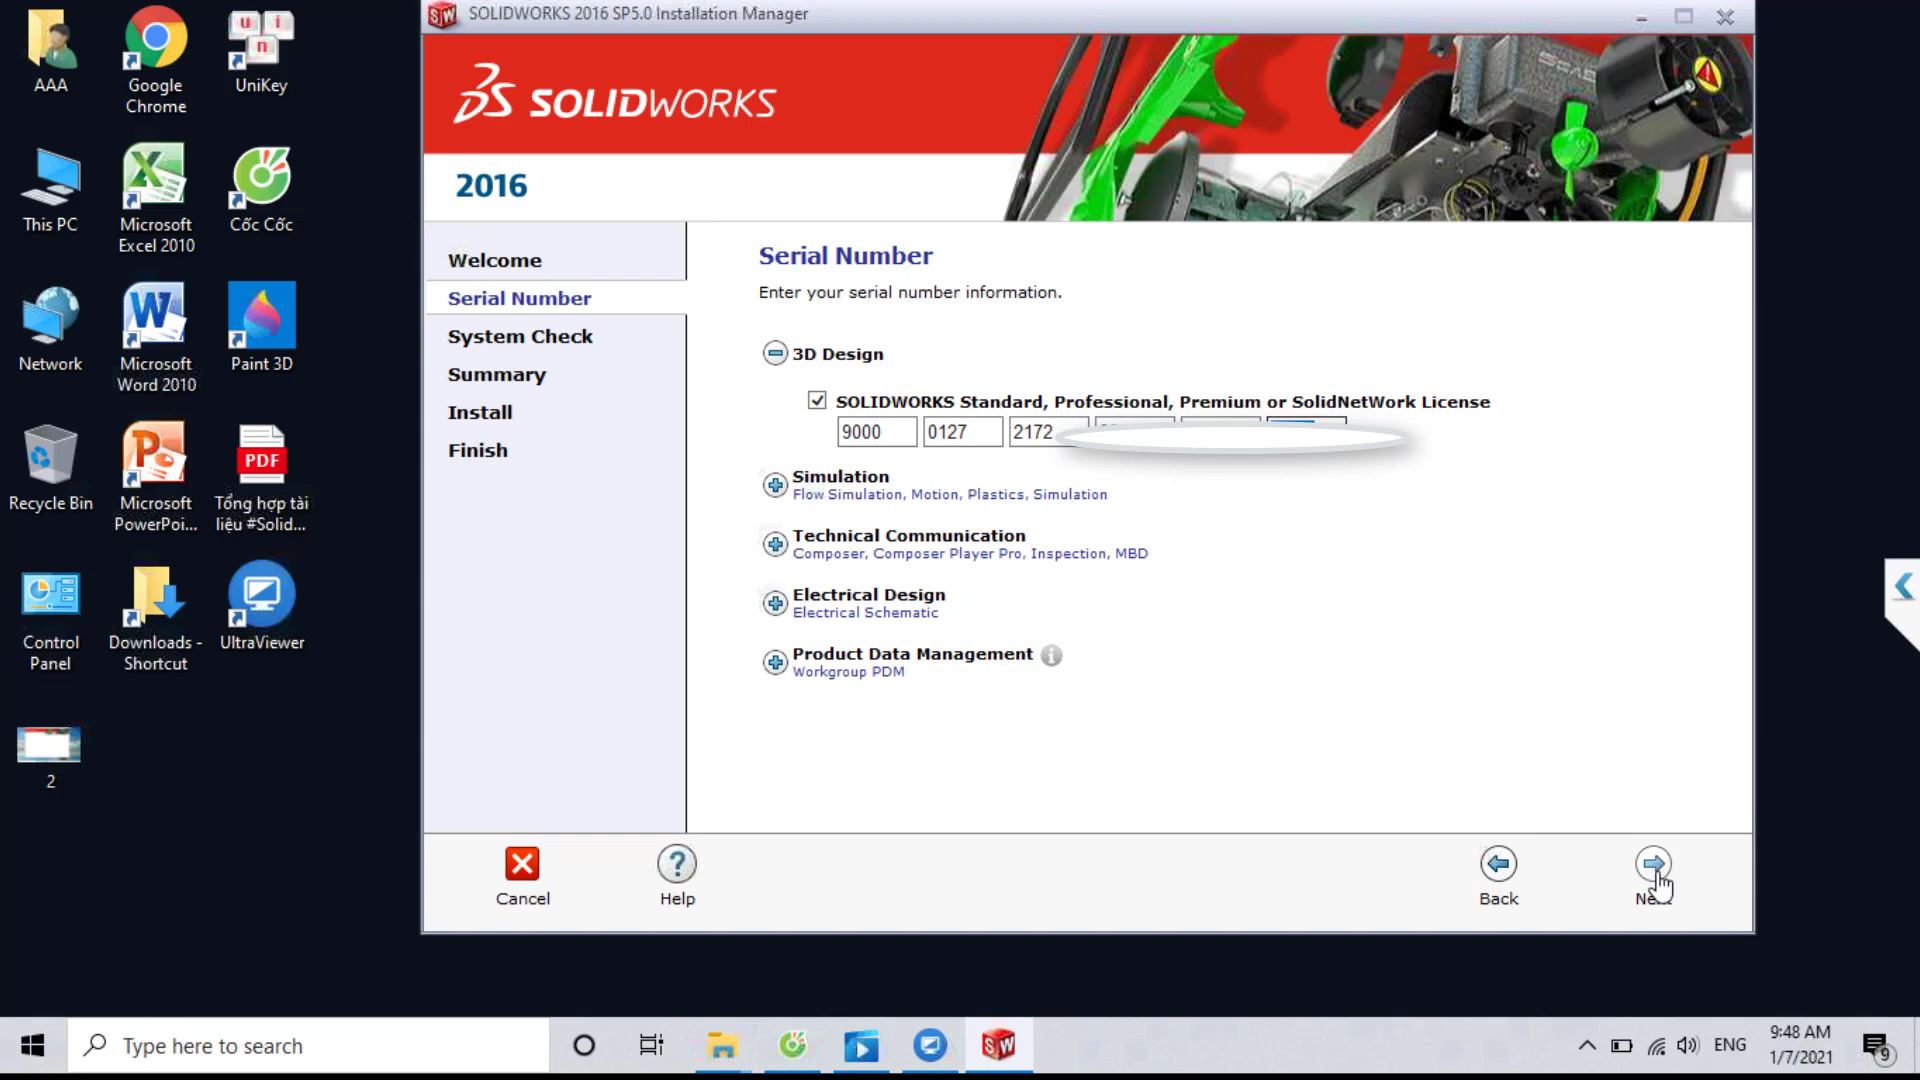 SOLIDWORKS 2016 SP5.0 Installation Manager
SOLIDWORKS
2016
Welcome
Serial Number
System Check
Summary
Install
Finish
Serial Number
Enter your serial number information.
3D Design
SOLIDWORKS Standard, Professional, Premium or SolidNetWork License
9000 0127 2172
Simulation
Flow Simulation, Motion, Plastics, Simulation
Technical Communication
Composer, Composer Player Pro, Inspection, MBD
Electrical Design
Electrical Schematic
Product Data Management
Workgroup PDM
Cancel
Help
Back
AAA
Google
Chrome
UniKey
This PC
Microsoft
Excel 2010
Cốc Cốc
Network
Microsoft
Word 2010
Paint 3D
Recycle Bin
Microsoft
PowerPoi...
PDF
Tổng hợp tài
liệu #Solid...
Control
Panel
Downloads -
Shortcut
UltraViewer
2
Type here to search
ENG
9:48 AM
1/7/2021
9